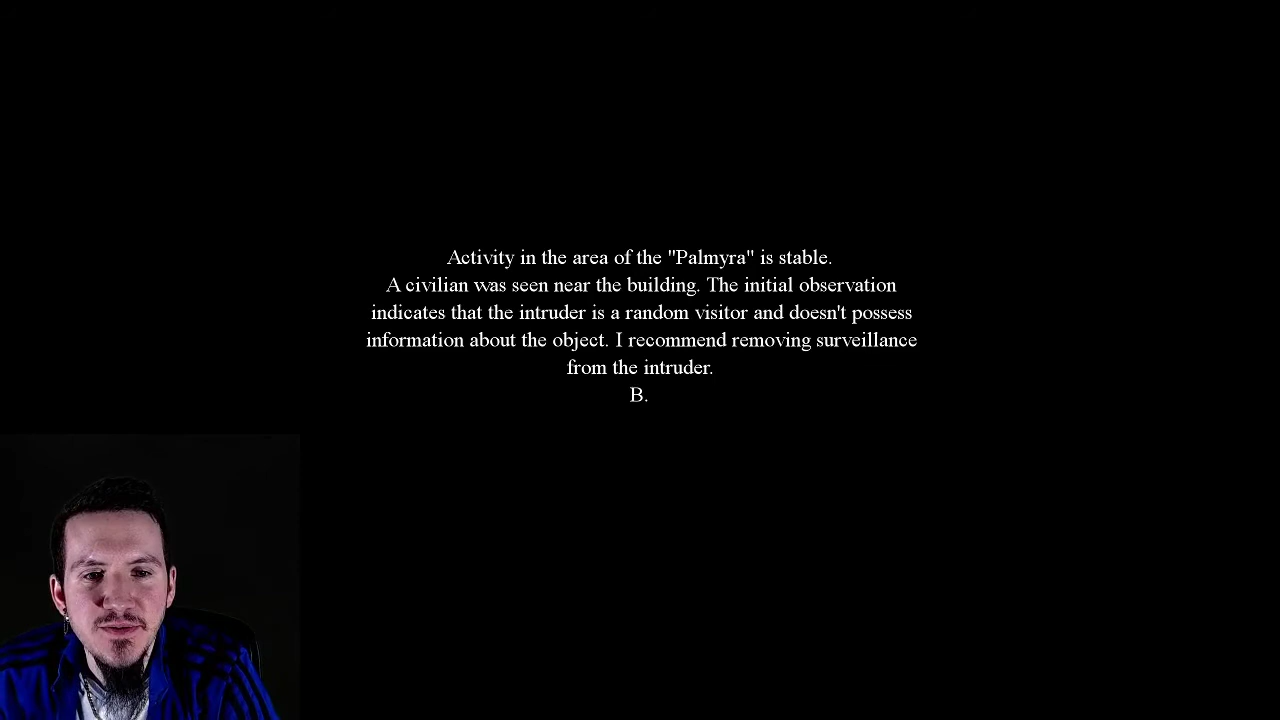 Activity in the area of the "Palmyra" is stable.
A civilian was seen near the building. The initial observation
indicates that the intruder is a random visitor and doesn't possess
information about the object. I recommend removing surveillance
from the intruder.
B.